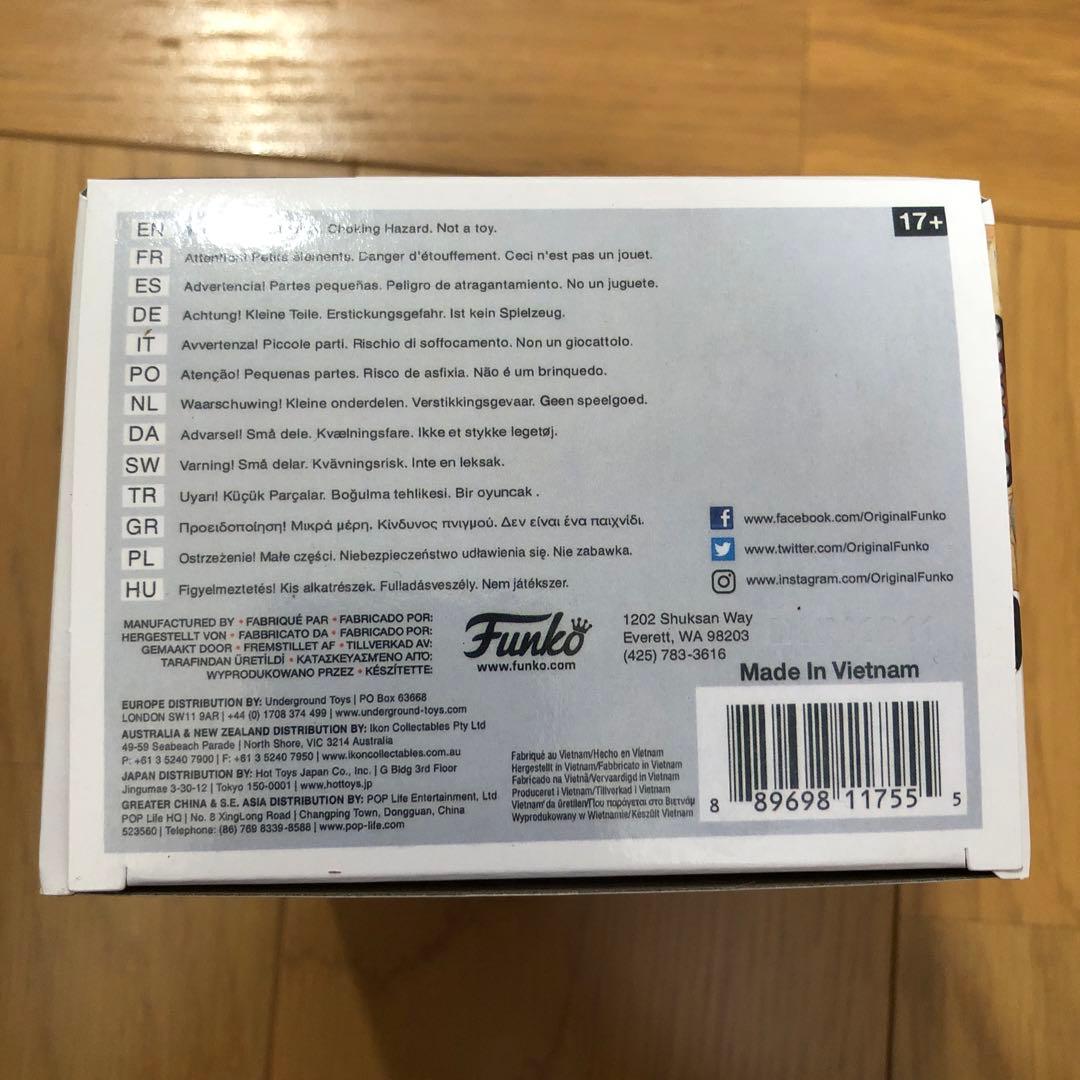 17+
EN Choking Hazard. Not a toy.
FR Attention! Petits éléments. Danger d'étouffement. Ceci n'est pas un jouet.
ES Advertencia! Partes pequeñas. Peligro de atragantamiento. No un juguete.
DE Achtung! Kleine Teile. Erstickungsgefahr. Ist kein Spielzeug.
IT Avvertenza! Piccole parti. Rischio di soffocamento. Non un giocattolo.
PO Atenção! Pequenas partes. Risco de asfixia. Não é um brinquedo.
NL Waarschuwing! Kleine onderdelen. Verstikkingsgevaar. Geen speelgoed.
DA Advarsel! Små dele. Kvælningsfare. Ikke et stykke legetøj.
SW Varning! Små delar. Kvävningsrisk. Inte en leksak.
TR Uyarı! Küçük Parçalar. Boğulma tehlikesi. Bir oyuncak .
GR Προειδοποίηση! Μικρά μέρη. Κίνδυνος πνιγμού. Δεν είναι ένα παιχνίδι.
PL Ostrzeżenie! Małe części. Niebezpieczeństwo udławienia się. Nie zabawka.
HU Figyelmeztetés! Kis alkatrészek. Fulladásveszély. Nem játékszer.
www.facebook.com/OriginalFunko
www.twitter.com/OriginalFunko
www.instagram.com/OriginalFunko
MANUFACTURED BY • FABRIQUÉ PAR • FABRICADO POR:
HERGESTELLT VON • FABBRICATO DA • FABRICADO POR:
GEMAAKT DOOR • FREMSTILLET AF • TILLVERKAD AV:
TARAFINDAN ÜRETİLDİ • ΚΑΤΑΣΚΕΥΑΣΜΈΝΟ ΑΠΌ:
WYPRODUKOWANO PRZEZ • KÉSZÍTETTE:
Funko
www.funko.com
1202 Shuksan Way
Everett, WA 98203
(425) 783-3616
Made In Vietnam
EUROPE DISTRIBUTION BY: Underground Toys | PO Box 63668
LONDON SW11 9AR | +44 (0) 1708 374 499 | www.underground-toys.com
AUSTRALIA & NEW ZEALAND DISTRIBUTION BY: Ikon Collectables Pty Ltd
49-59 Seabeach Parade | North Shore, VIC 3214 Australia
P: +61 3 5240 7900 | F: +61 3 5240 7950 | www.ikoncollectables.com.au
JAPAN DISTRIBUTION BY: Hot Toys Japan Co., Inc. | G Bldg 3rd Floor
Jingumae 3-30-12 | Tokyo 150-0001 | www.hottoys.jp
GREATER CHINA & S.E. ASIA DISTRIBUTION BY: POP Life Entertainment, Ltd
POP Life HQ | No. 8 XingLong Road | Changping Town, Dongguan, China
523560 | Telephone: (86) 769 8339-8588 | www.pop-life.com
Fabriqué au Vietnam/Hecho en Vietnam
Hergestellt in Vietnam/Fabbricato in Vietnam
Fabricado na Vietnã/Vervaardigd in Vietnam
Produceret i Vietnam/Tillverkad i Vietnam
Vietnam'da üretilen/Που παράγεται στο Βιετνάμ
Wyprodukowany w Wietnamie/Készült Vietnam
8 89698 11755 5